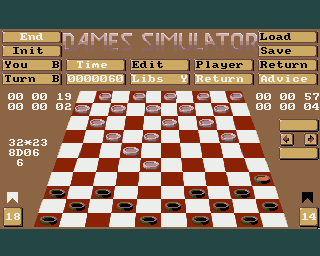 End DAMES SIMULATOR Load
Init Save
You B Time Edit Player Return
Turn B 0000060 Libs Y Return Advice
00 00 19 00 00 57
00 00 02 00 00 04
32*23
8D06
6
18 14